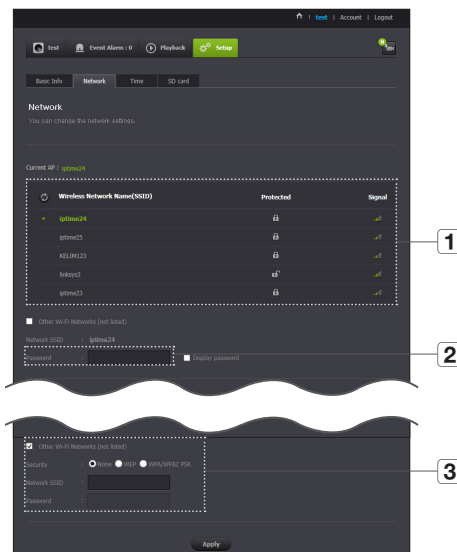 test | Account | Logout
test Event Alarm : 0 Playback Setup
N
Basic Info Network Time SD card
Network
You can change the network settings.
Current AP : iptime24
Wireless Network Name(SSID) Protected Signal
iptime24
iptime25
KELIM123
linksys3
iptime23
1
Other Wi-Fi Networks (not listed)
Network SSID : iptime24
Password : Display password
2
Other Wi-Fi Networks (not listed)
Security : None WEP WPA/WPA2 PSK
Network SSID :
Password :
3
Apply